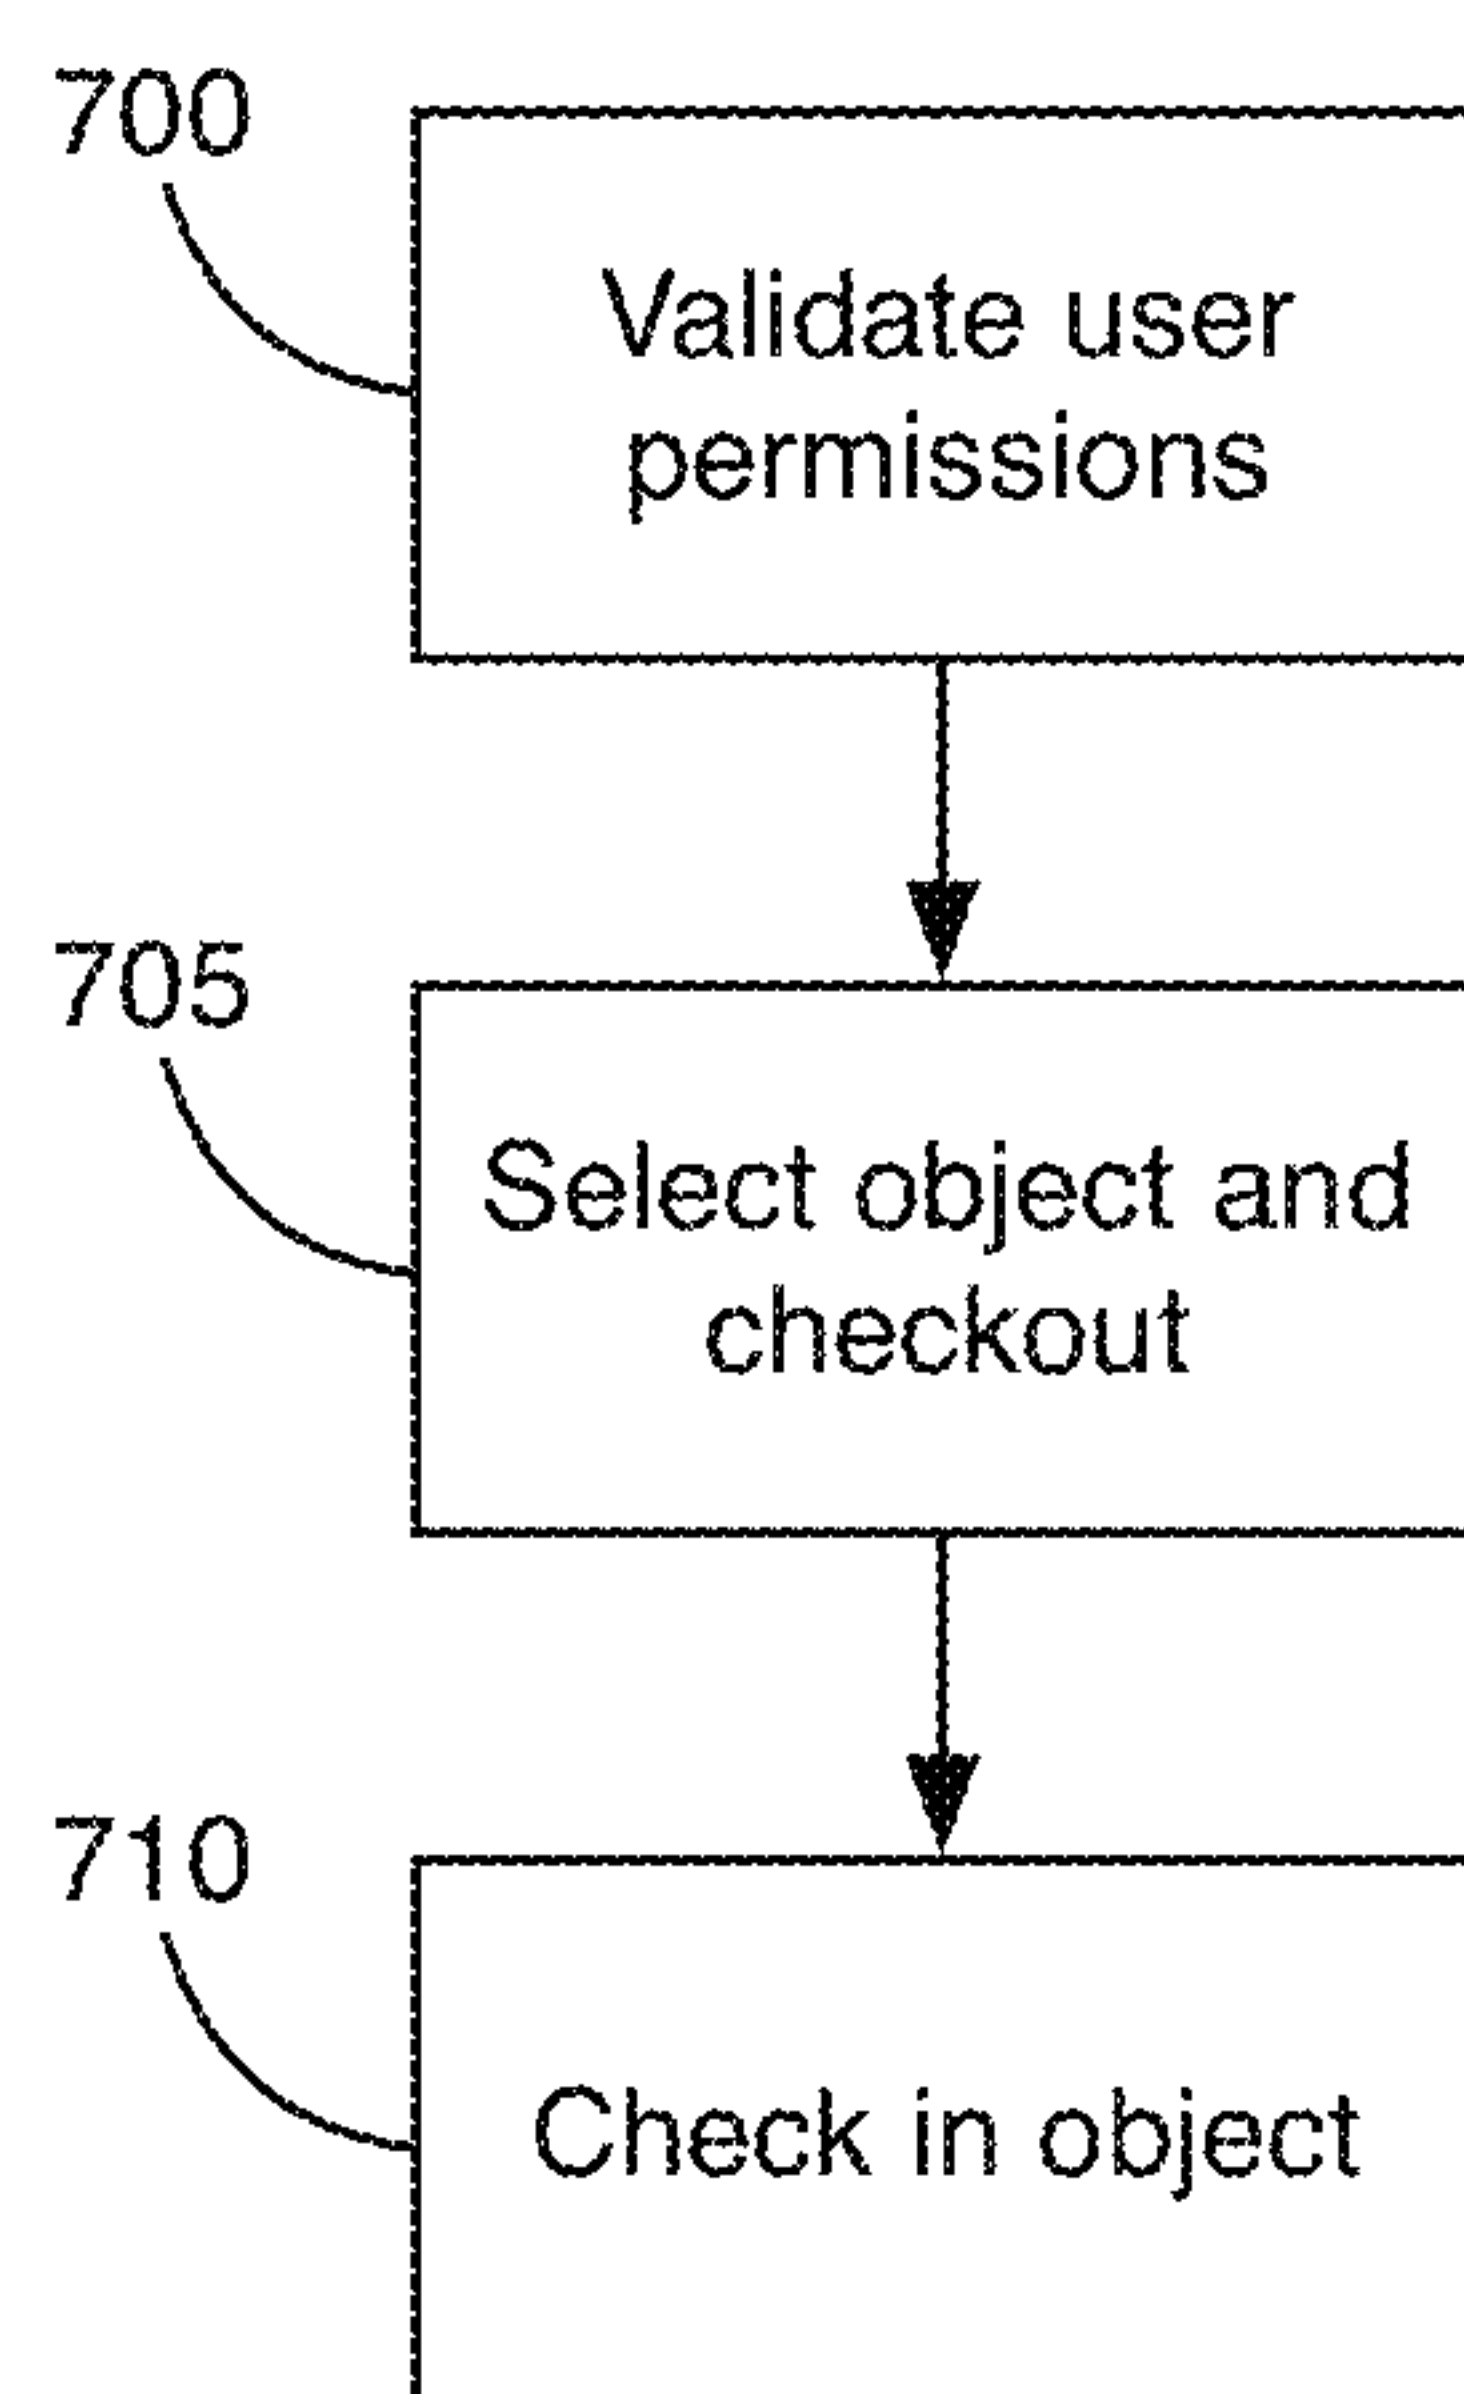 700
Validate user
permissions
705
Select object and
checkout
710
Check in object